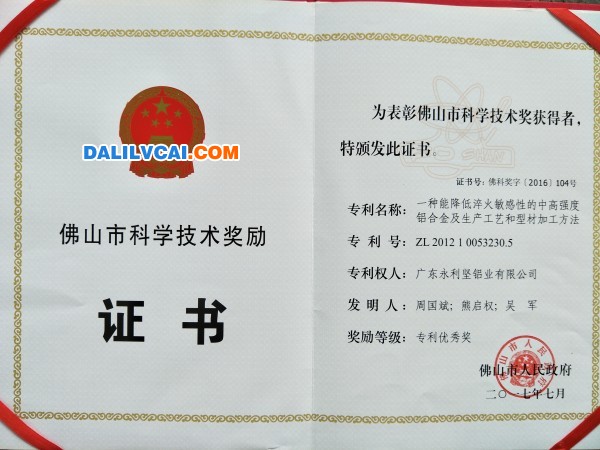 DALILVCAI.COM
佛山市科学技术奖励
证书
为表彰佛山市科学技术奖获得者，
特颁发此证书。
证书号：佛科奖字〔2016〕104号
专利名称：一种能降低淬火敏感性的中高强度
铝合金及生产工艺和型材加工方法
专利号：ZL 2012 1 0053230.5
专利权人：广东永利坚铝业有限公司
发明人：周国斌；熊启权；吴军
奖励等级：专利优秀奖
佛山市人民政府
二〇一七年七月